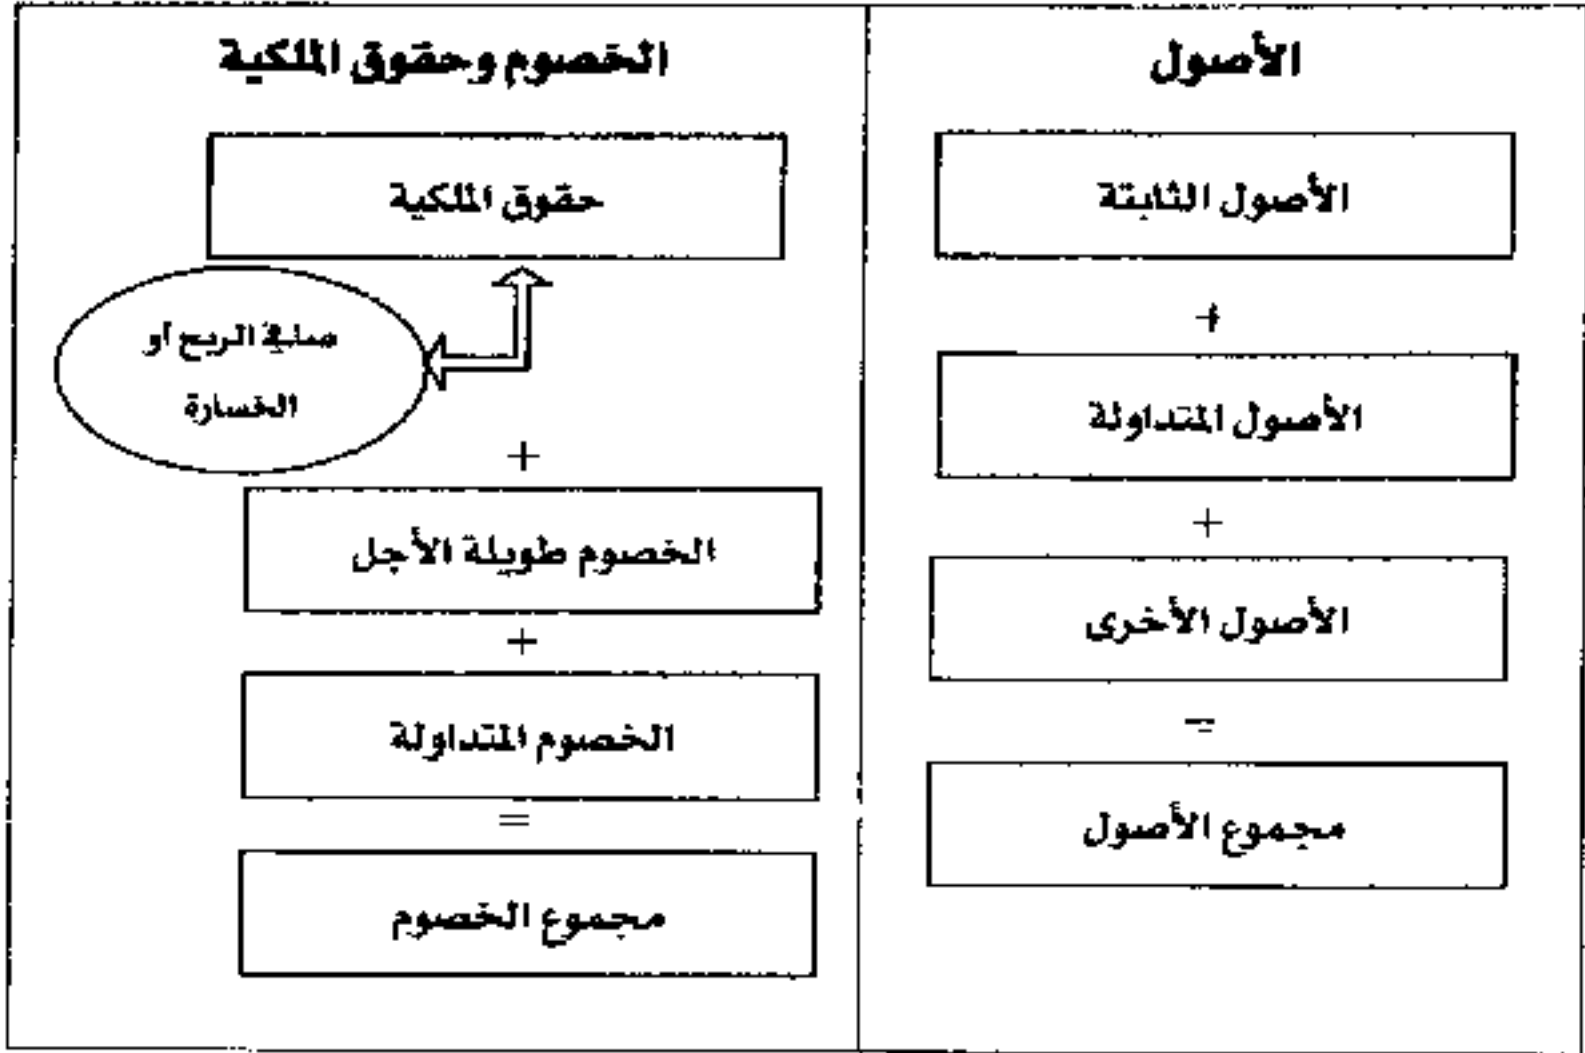 الأصول
الأصول الثابتة
+
الأصول المتداولة
+
الأصول الأخرى
=
مجموع الأصول
الخصوم وحقوق الملكية
حقوق الملكية
صافي الربح أو
الخسارة
+
الخصوم طويلة الأجل
+
الخصوم المتداولة
=
مجموع الخصوم